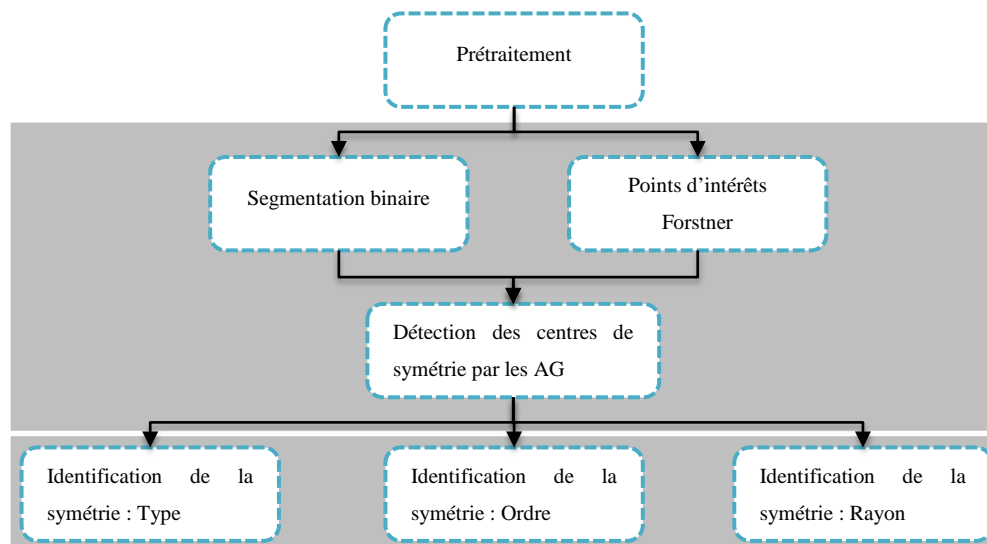 Prétraitement
Segmentation binaire
Points d'intérêts
Forstner
Détection des centres de
symétrie par les AG
Identification de la
symétrie : Type
Identification de la
symétrie : Ordre
Identification de la
symétrie : Rayon